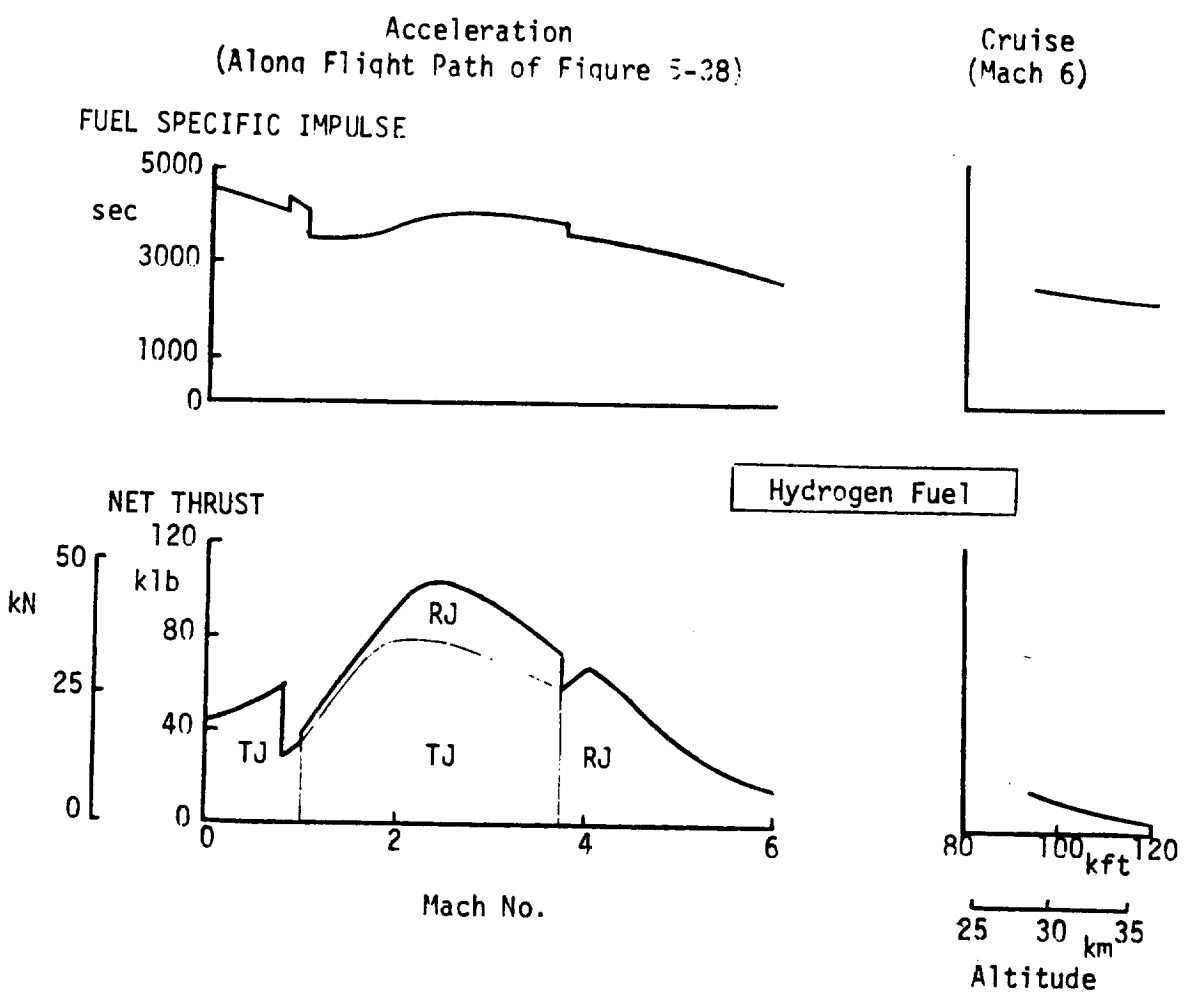 Acceleration
(Along Flight Path of Figure 5-38)
Cruise
(Mach 6)
FUEL SPECIFIC IMPULSE
5000
sec
3000
1000
0
Hydrogen Fuel
NET THRUST
120
klb
80
40
0
50
kN
25
0
RJ
TJ
TJ
RJ
0
2
4
6
Mach No.
80
100
kft
120
25
30
km
35
Altitude